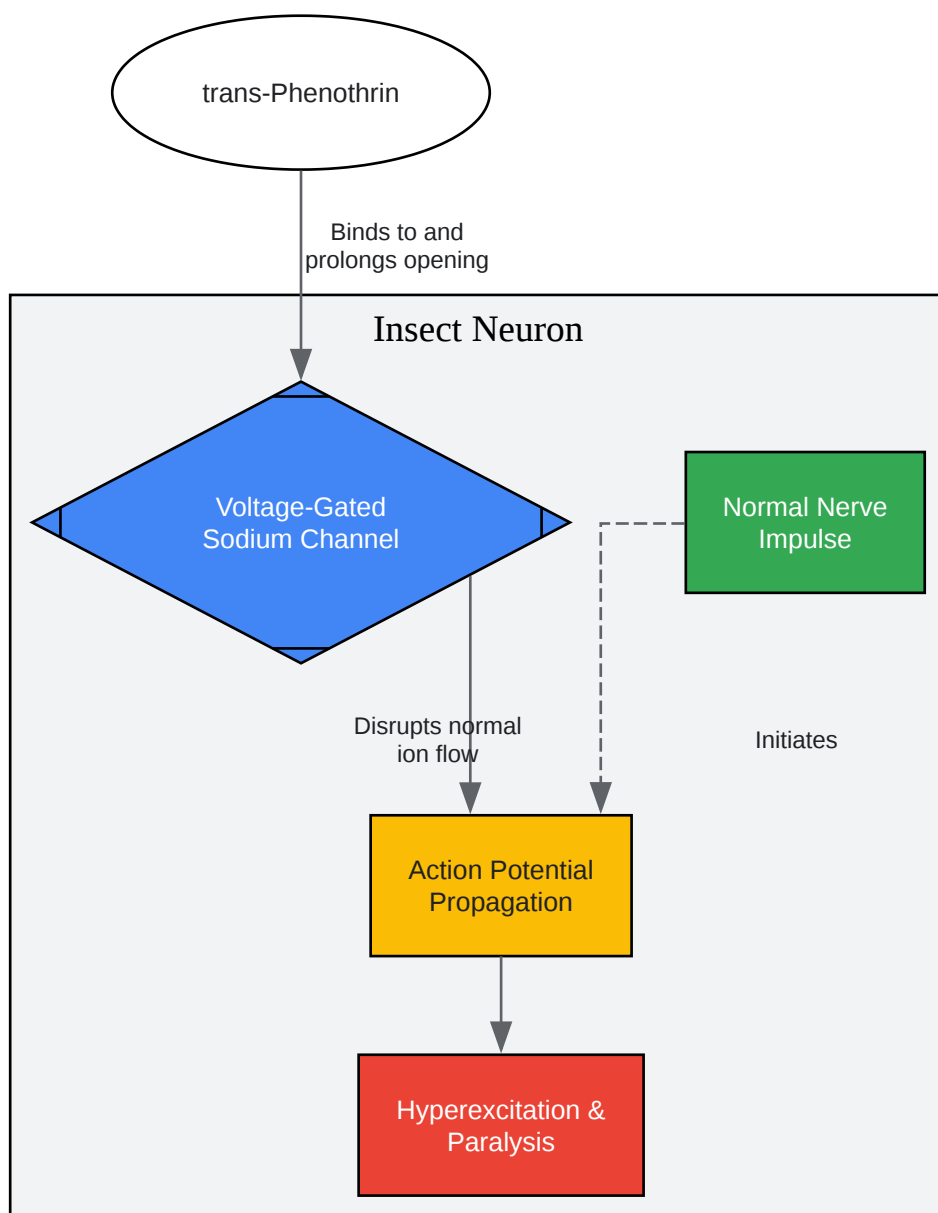 trans-Phenothrin
Binds to and
prolongs opening
Insect Neuron
Voltage-Gated
Sodium Channel
Normal Nerve
Impulse
Disrupts normal
ion flow
Initiates
Action Potential
Propagation
Hyperexcitation &
Paralysis